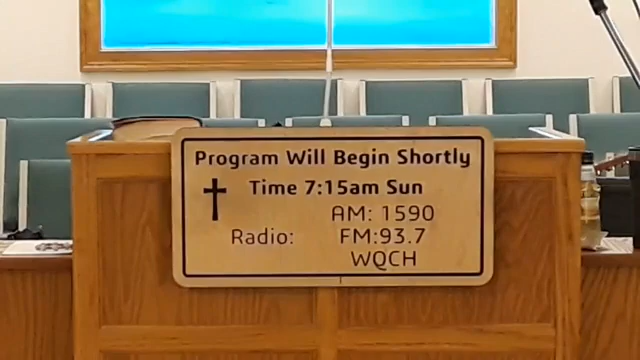 Program Will Begin Shortly
Time 7:15am Sun
AM: 1590
Radio: FM:93.7
WQCH